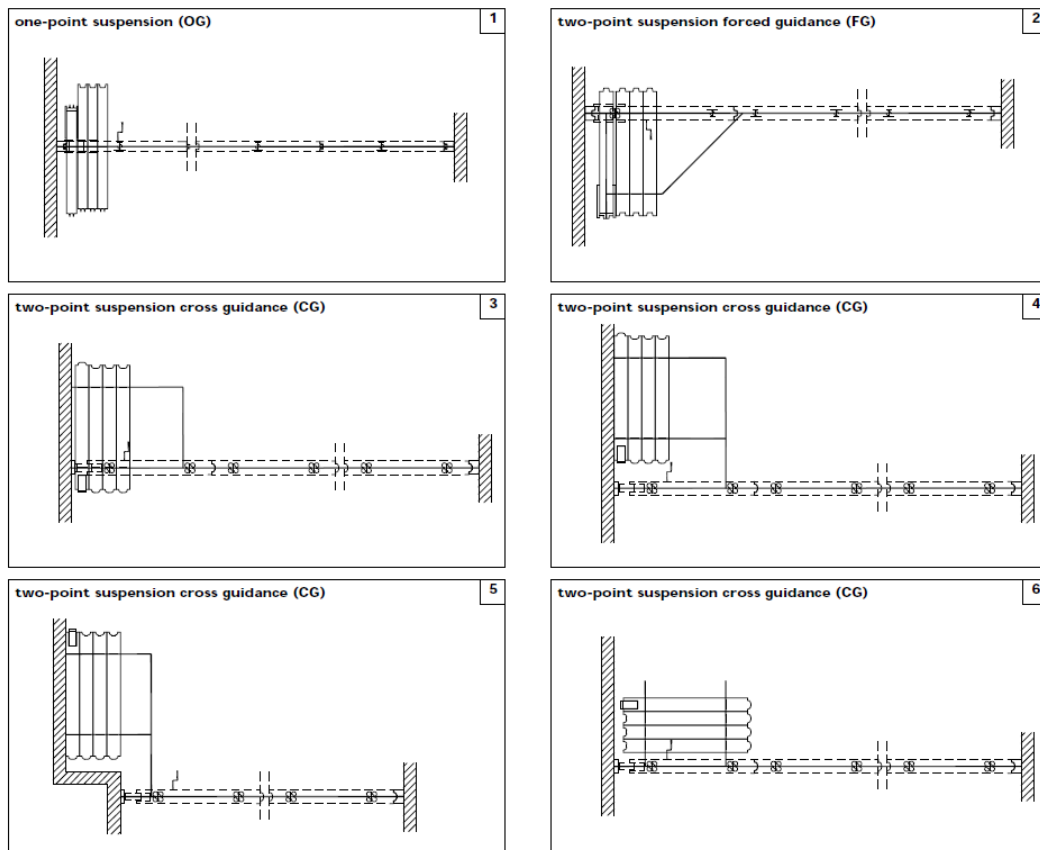 one-point suspension (OG) 1
two-point suspension forced guidance (FG) 2
two-point suspension cross guidance (CG) 3
two-point suspension cross guidance (CG) 4
two-point suspension cross guidance (CG) 5
two-point suspension cross guidance (CG) 6